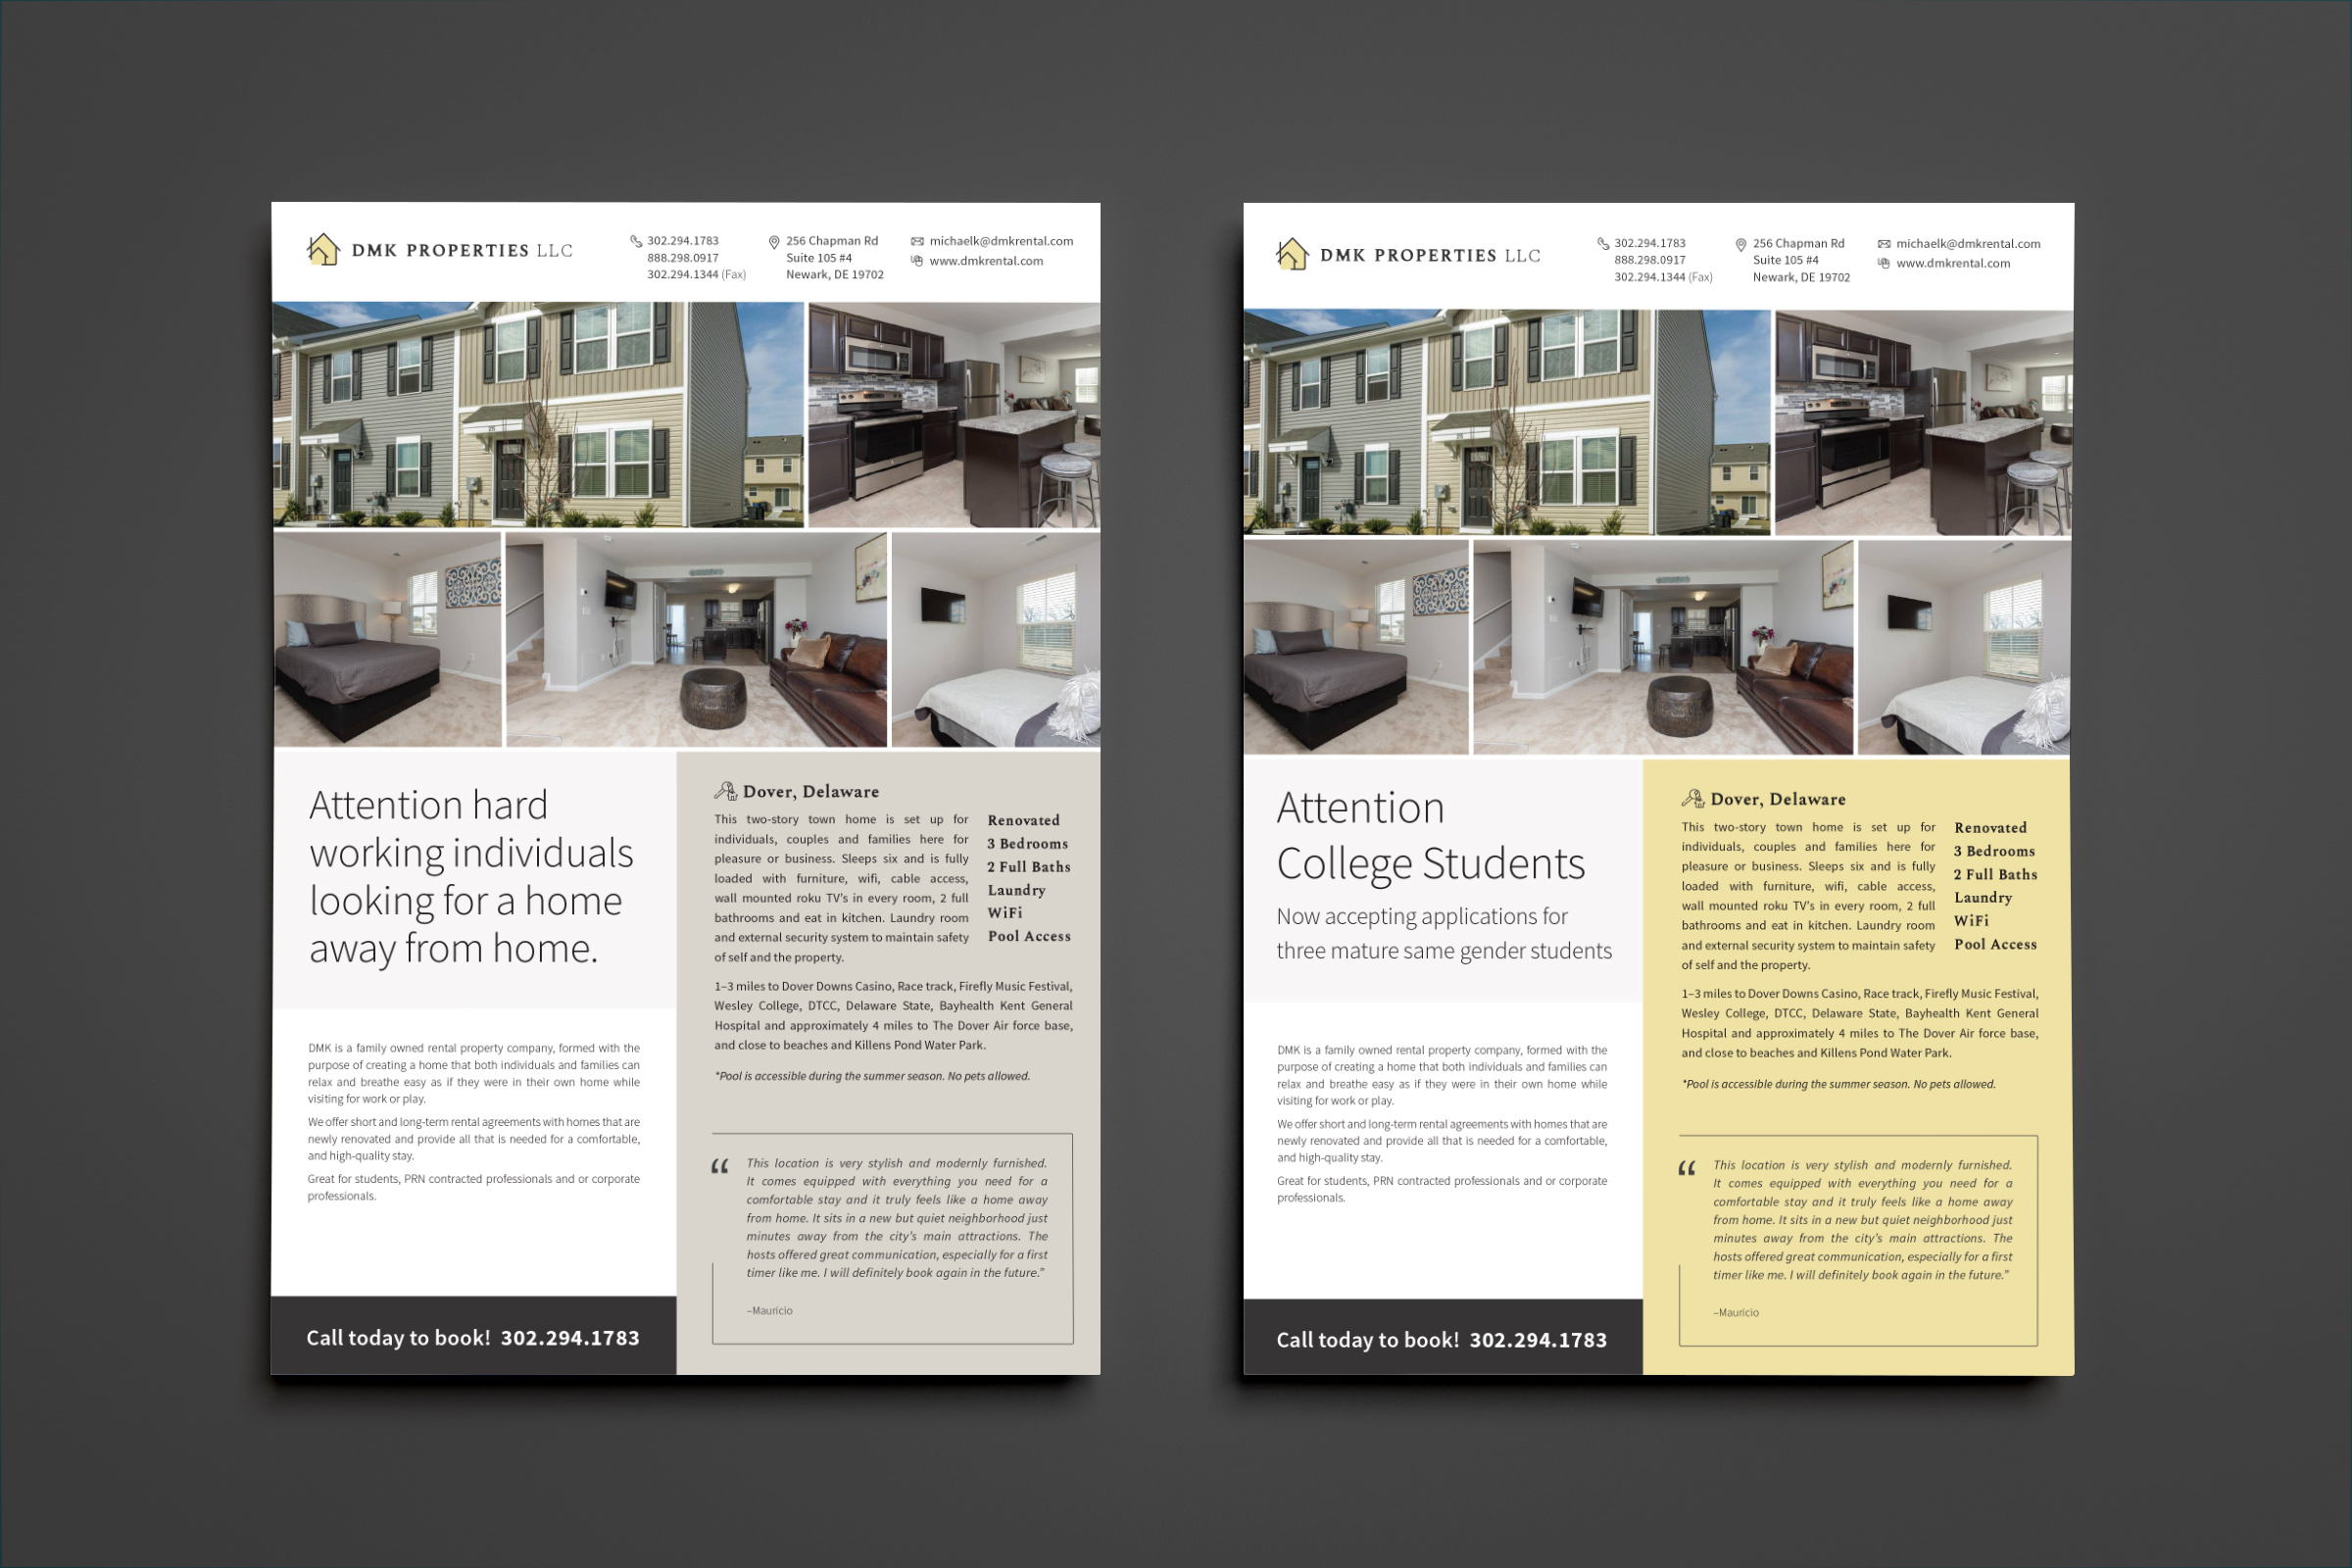 DMK PROPERTIES LLC
302.294.1783
888.298.0917
302.294.1344 (Fax)
256 Chapman Rd
Suite 105 #4
Newark, DE 19702
michaelk@dmkrental.com
www.dmkrental.com
Attention hard
working individuals
looking for a home
away from home.
DMK is a family owned rental property company, formed with the
purpose of creating a home that both individuals and families can
relax and breathe easy as if they were in their own home while
visiting for work or play.
We offer short and long-term rental agreements with homes that are
newly renovated and provide all that is needed for a comfortable,
and high-quality stay.
Great for students, PRN contracted professionals and or corporate
professionals.
Call today to book! 302.294.1783
Dover, Delaware
This two-story town home is set up for
individuals, couples and families here for
pleasure or business. Sleeps six and is fully
loaded with furniture, wifi, cable access,
wall mounted roku TV's in every room, 2 full
bathrooms and eat in kitchen. Laundry room
and external security system to maintain safety
of self and the property.
Renovated
3 Bedrooms
2 Full Baths
Laundry
WiFi
Pool Access
1–3 miles to Dover Downs Casino, Race track, Firefly Music Festival,
Wesley College, DTCC, Delaware State, Bayhealth Kent General
Hospital and approximately 4 miles to The Dover Air force base,
and close to beaches and Killens Pond Water Park.
*Pool is accessible during the summer season. No pets allowed.
“ This location is very stylish and modernly furnished.
It comes equipped with everything you need for a
comfortable stay and it truly feels like a home away
from home. It sits in a new but quiet neighborhood just
minutes away from the city's main attractions. The
hosts offered great communication, especially for a first
timer like me. I will definitely book again in the future.”
–Mauricio
DMK PROPERTIES LLC
302.294.1783
888.298.0917
302.294.1344 (Fax)
256 Chapman Rd
Suite 105 #4
Newark, DE 19702
michaelk@dmkrental.com
www.dmkrental.com
Attention
College Students
Now accepting applications for
three mature same gender students
DMK is a family owned rental property company, formed with the
purpose of creating a home that both individuals and families can
relax and breathe easy as if they were in their own home while
visiting for work or play.
We offer short and long-term rental agreements with homes that are
newly renovated and provide all that is needed for a comfortable,
and high-quality stay.
Great for students, PRN contracted professionals and or corporate
professionals.
Call today to book! 302.294.1783
Dover, Delaware
This two-story town home is set up for
individuals, couples and families here for
pleasure or business. Sleeps six and is fully
loaded with furniture, wifi, cable access,
wall mounted roku TV's in every room, 2 full
bathrooms and eat in kitchen. Laundry room
and external security system to maintain safety
of self and the property.
Renovated
3 Bedrooms
2 Full Baths
Laundry
WiFi
Pool Access
1–3 miles to Dover Downs Casino, Race track, Firefly Music Festival,
Wesley College, DTCC, Delaware State, Bayhealth Kent General
Hospital and approximately 4 miles to The Dover Air force base,
and close to beaches and Killens Pond Water Park.
*Pool is accessible during the summer season. No pets allowed.
“ This location is very stylish and modernly furnished.
It comes equipped with everything you need for a
comfortable stay and it truly feels like a home away
from home. It sits in a new but quiet neighborhood just
minutes away from the city's main attractions. The
hosts offered great communication, especially for a first
timer like me. I will definitely book again in the future.”
–Mauricio